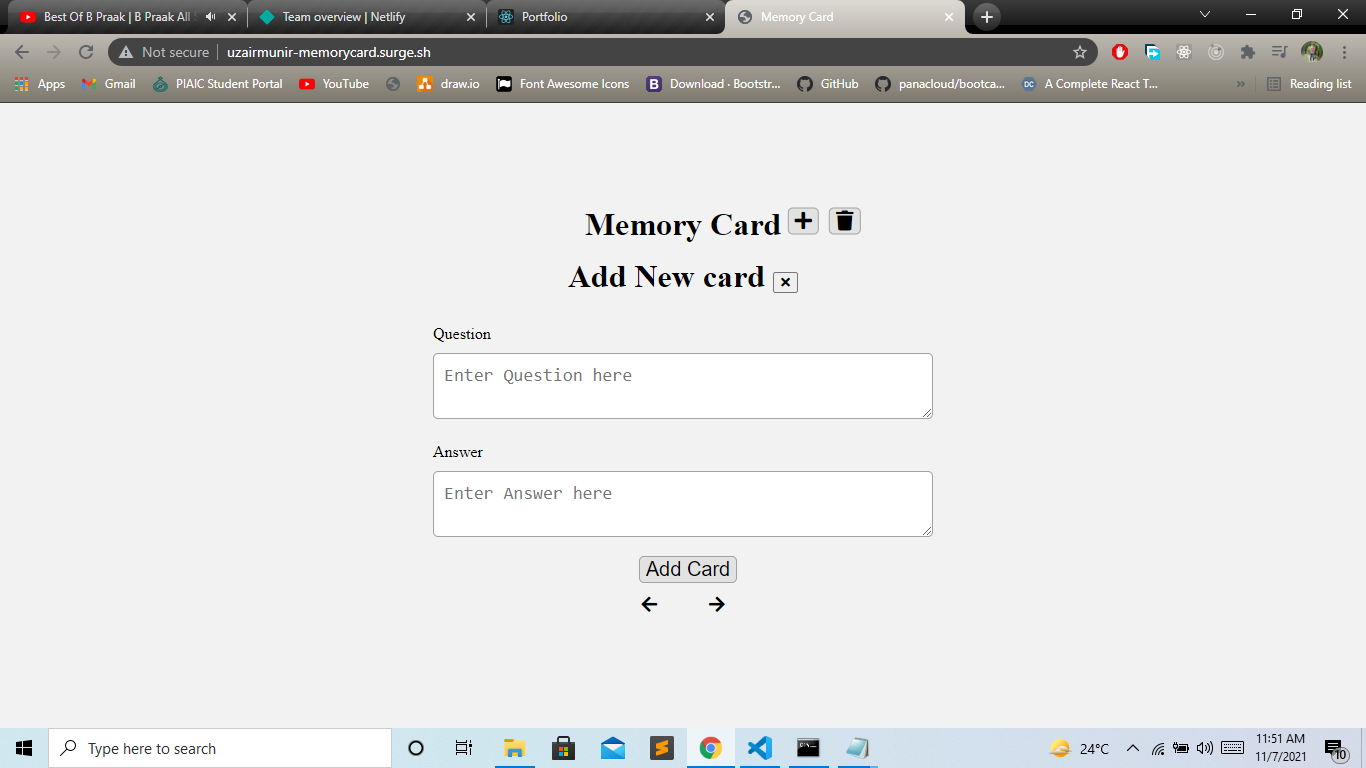 Best Of B Praak | B Praak All
Team overview | Netlify
Portfolio
Memory Card
Not secure
uzairmunir-memorycard.surge.sh
Apps
Gmail
PIAIC Student Portal
YouTube
draw.io
Font Awesome Icons
B
Download · Bootstr...
GitHub
panacloud/bootca...
DC
A Complete React T...
»
Reading list
Memory Card
Add New card
Question
Enter Question here
Answer
Enter Answer here
Add Card
Type here to search
24°C
11:51 AM
11/7/2021
10